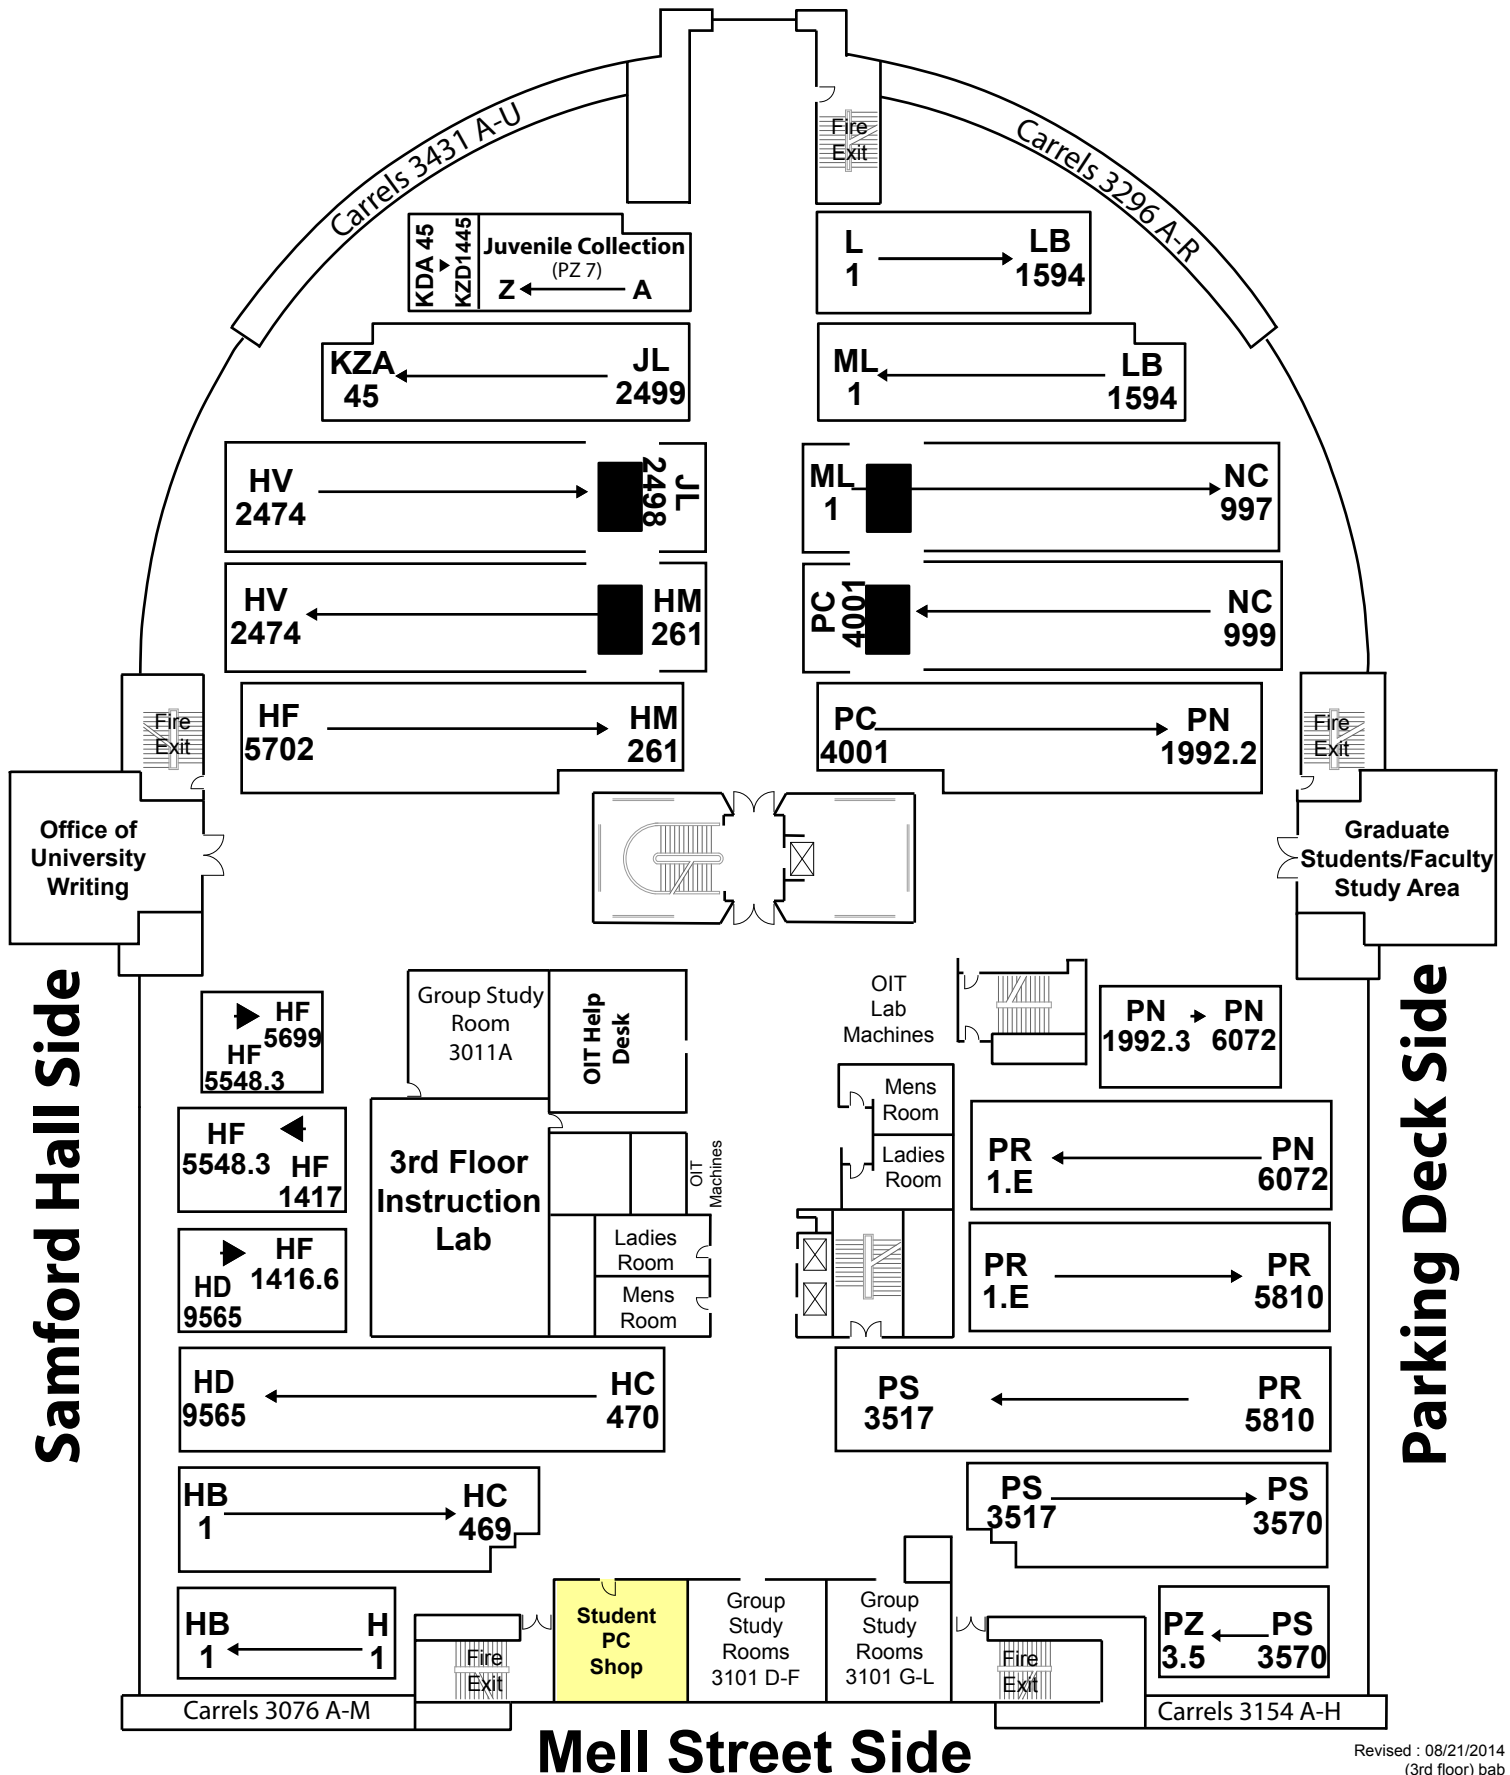 Carrels 3431 A-U
Fire
Exit
Carrels 3296 A-R
KDA 45
KZD1445
Juvenile Collection
(PZ 7)
Z A
L
1
LB
1594
KZA
45
JL
2499
ML
1
LB
1594
HV
2474
JL
2498
ML
1
NC
997
HV
2474
HM
261
PC
4001
NC
999
HF
5702
HM
261
PC
4001
PN
1992.2
Fire
Exit
Fire
Exit
Office of
University
Writing
Graduate
Students/Faculty
Study Area
Samford Hall Side
Parking Deck Side
HF
5699
HF
5548.3
Group Study
Room
3011A
OIT Help
Desk
OIT
Lab
Machines
PN
1992.3
PN
6072
HF
5548.3
HF
1417
3rd Floor
Instruction
Lab
OIT
Machines
Mens
Room
Ladies
Room
PR
1.E
PN
6072
HF
1416.6
HD
9565
Ladies
Room
Mens
Room
PR
1.E
PR
5810
HD
9565
HC
470
PS
3517
PR
5810
HB
1
HC
469
PS
3517
PS
3570
HB
1
H
1
Fire
Exit
Student
PC
Shop
Group
Study
Rooms
3101 D-F
Group
Study
Rooms
3101 G-L
Fire
Exit
PZ
3.5
PS
3570
Carrels 3076 A-M
Carrels 3154 A-H
Mell Street Side
Revised : 08/21/2014
(3rd floor) bab